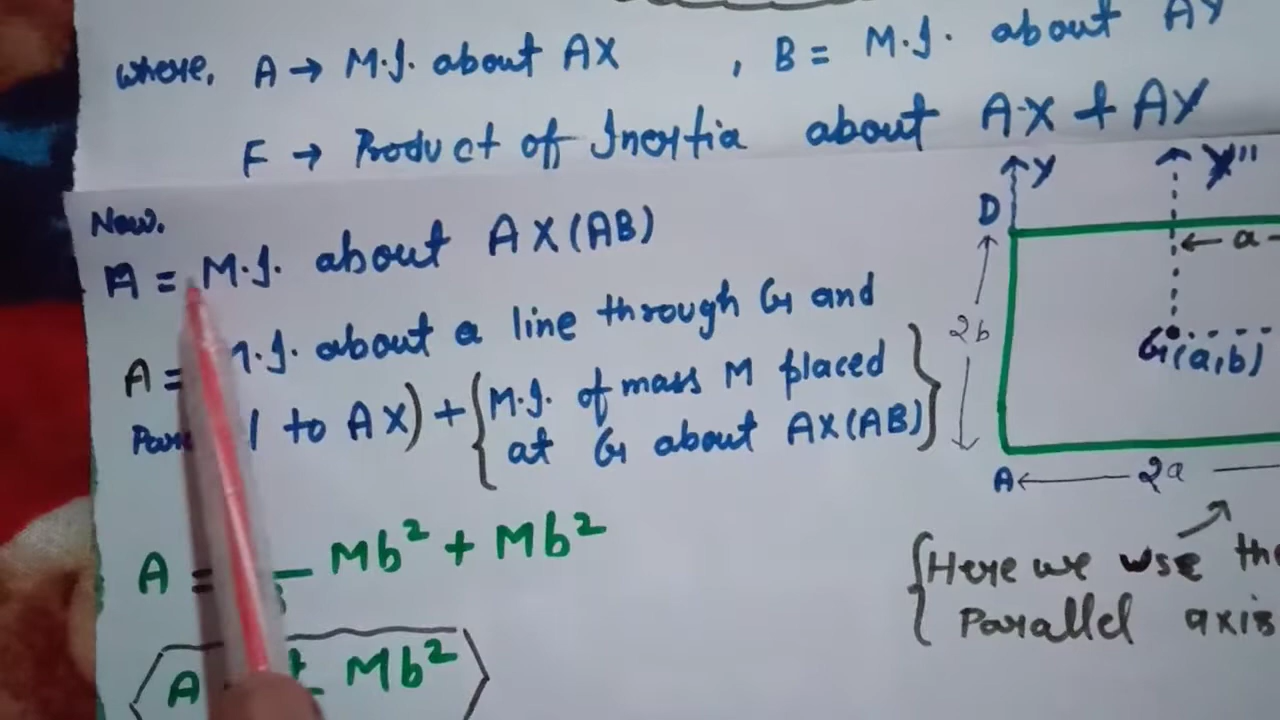 where, A → M.I. about AX , B = M.I. about AY
F → Product of Inertia about AX & AY
Now.
A = M.I. about AX (AB)
A = M.I. about a line through G and
to AX) + {M.I. of mass M placed
at G about AX (AB)}
A = Mb² + Mb²
A Mb²
Y Y''
D
← a
2b
G(a,b)
A ← 2a
{Here we use the
Parallel axis